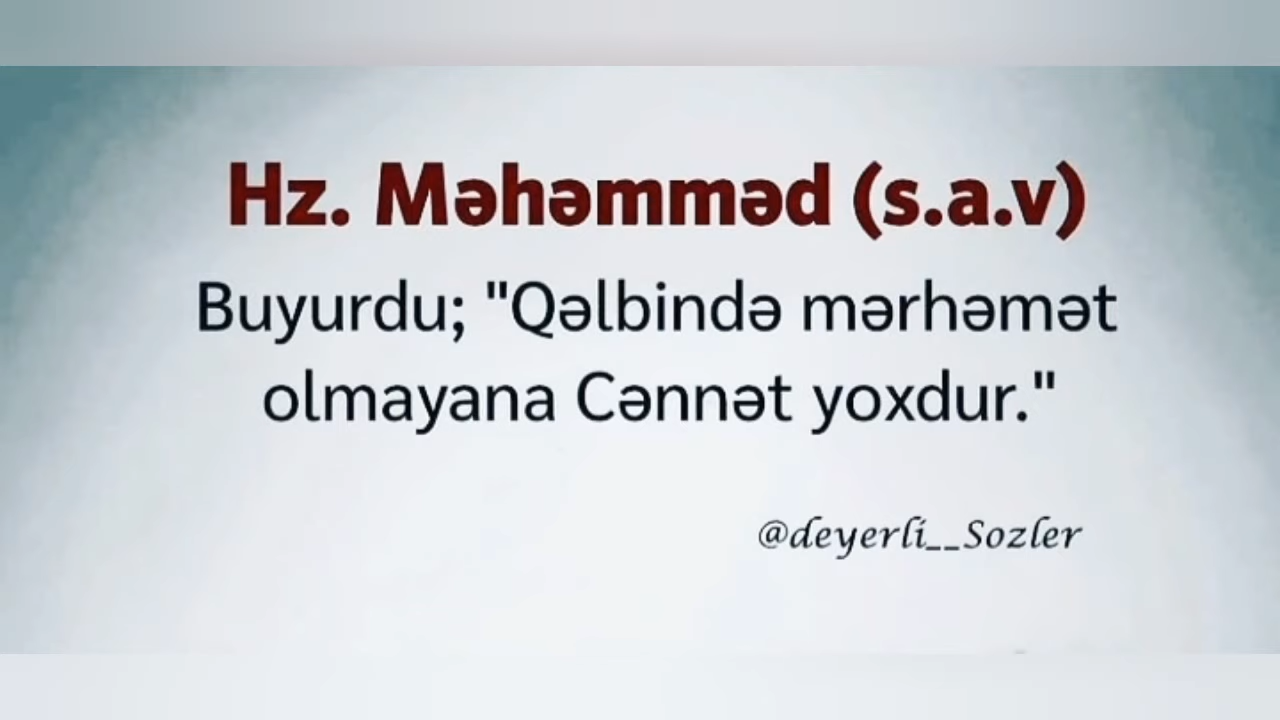 Hz. Məhəmməd (s.a.v)
Buyurdu; "Qəlbində mərhəmət
olmayana Cənnət yoxdur."
@deyerli__Sozler